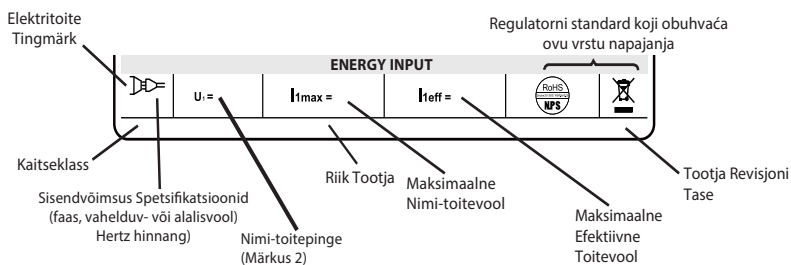 Elektritoite
Tingmärk
Regulatorni standard koji obuhvaća
ovu vrstu napajanja
ENERGY INPUT
U₁ =
I1max =
I1eff =
RoHS
NPS
Kaitseklass
Sisendvõimsus Spetsifikatsioonid
(faas, vahelduv- või alalisvool)
Hertz hinnang)
Nimi-toitepinge
(Märkus 2)
Riik Tootja
Maksimaalne
Nimi-toitevool
Maksimaalne
Efektiivne
Toitevool
Tootja Revisjoni
Tase